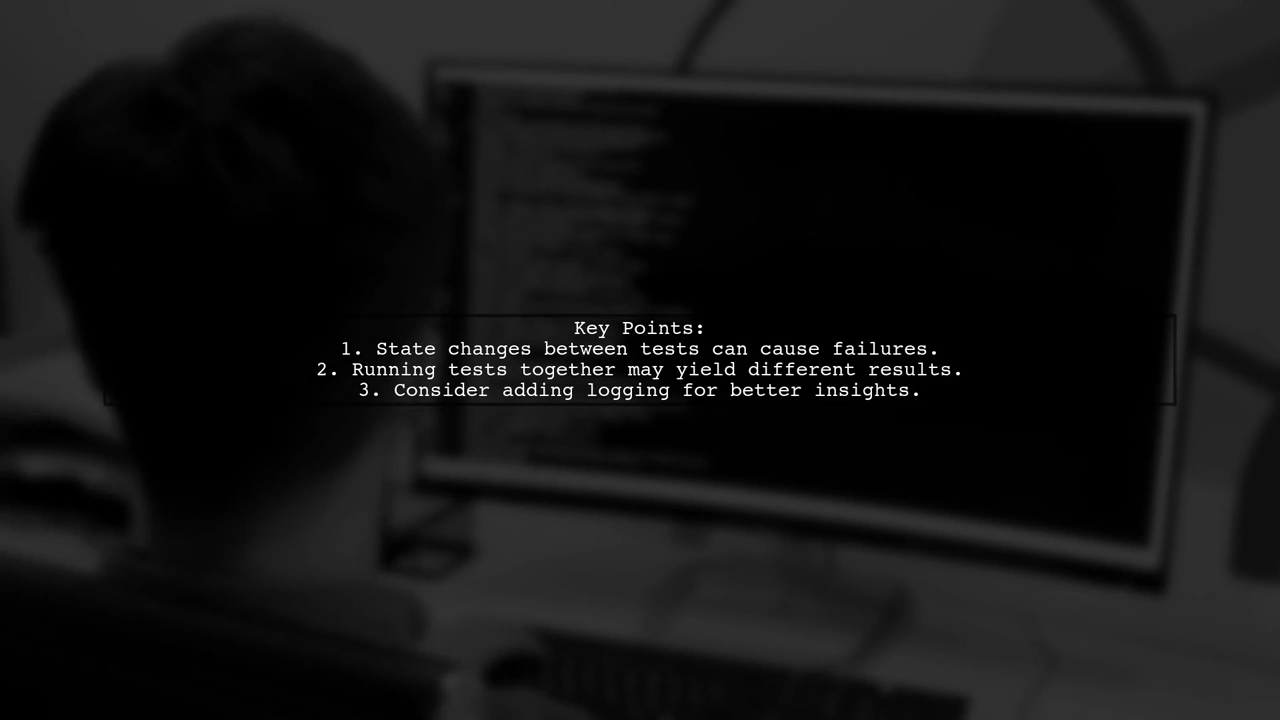 Key Points:
1. State changes between tests can cause failures.
2. Running tests together may yield different results.
3. Consider adding logging for better insights.